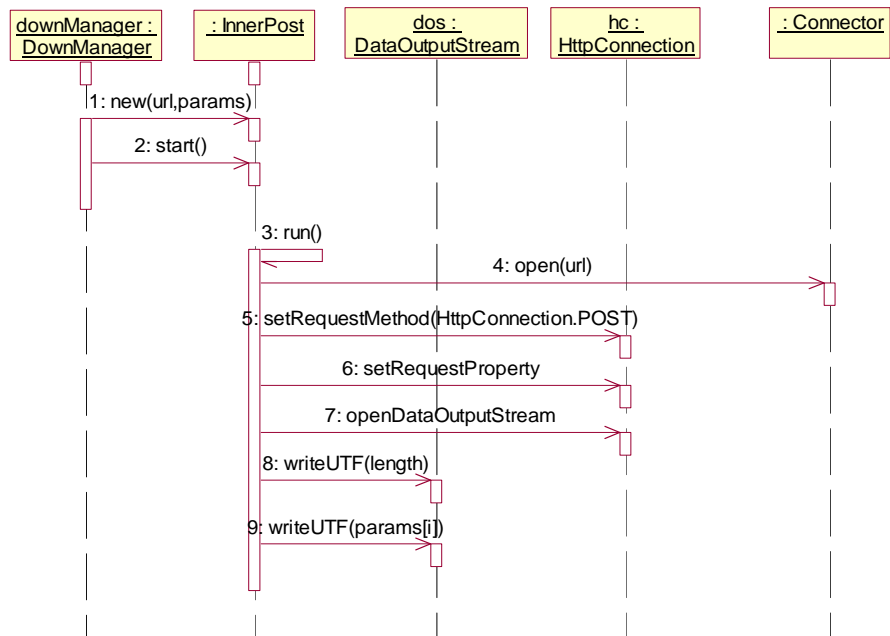 downManager :
DownManager
: InnerPost
dos :
DataOutputStream
hc :
HttpConnection
: Connector
1: new(url,params)
2: start()
3: run()
4: open(url)
5: setRequestMethod(HttpConnection.POST)
6: setRequestProperty
7: openDataOutputStream
8: writeUTF(length)
9: writeUTF(params[i])